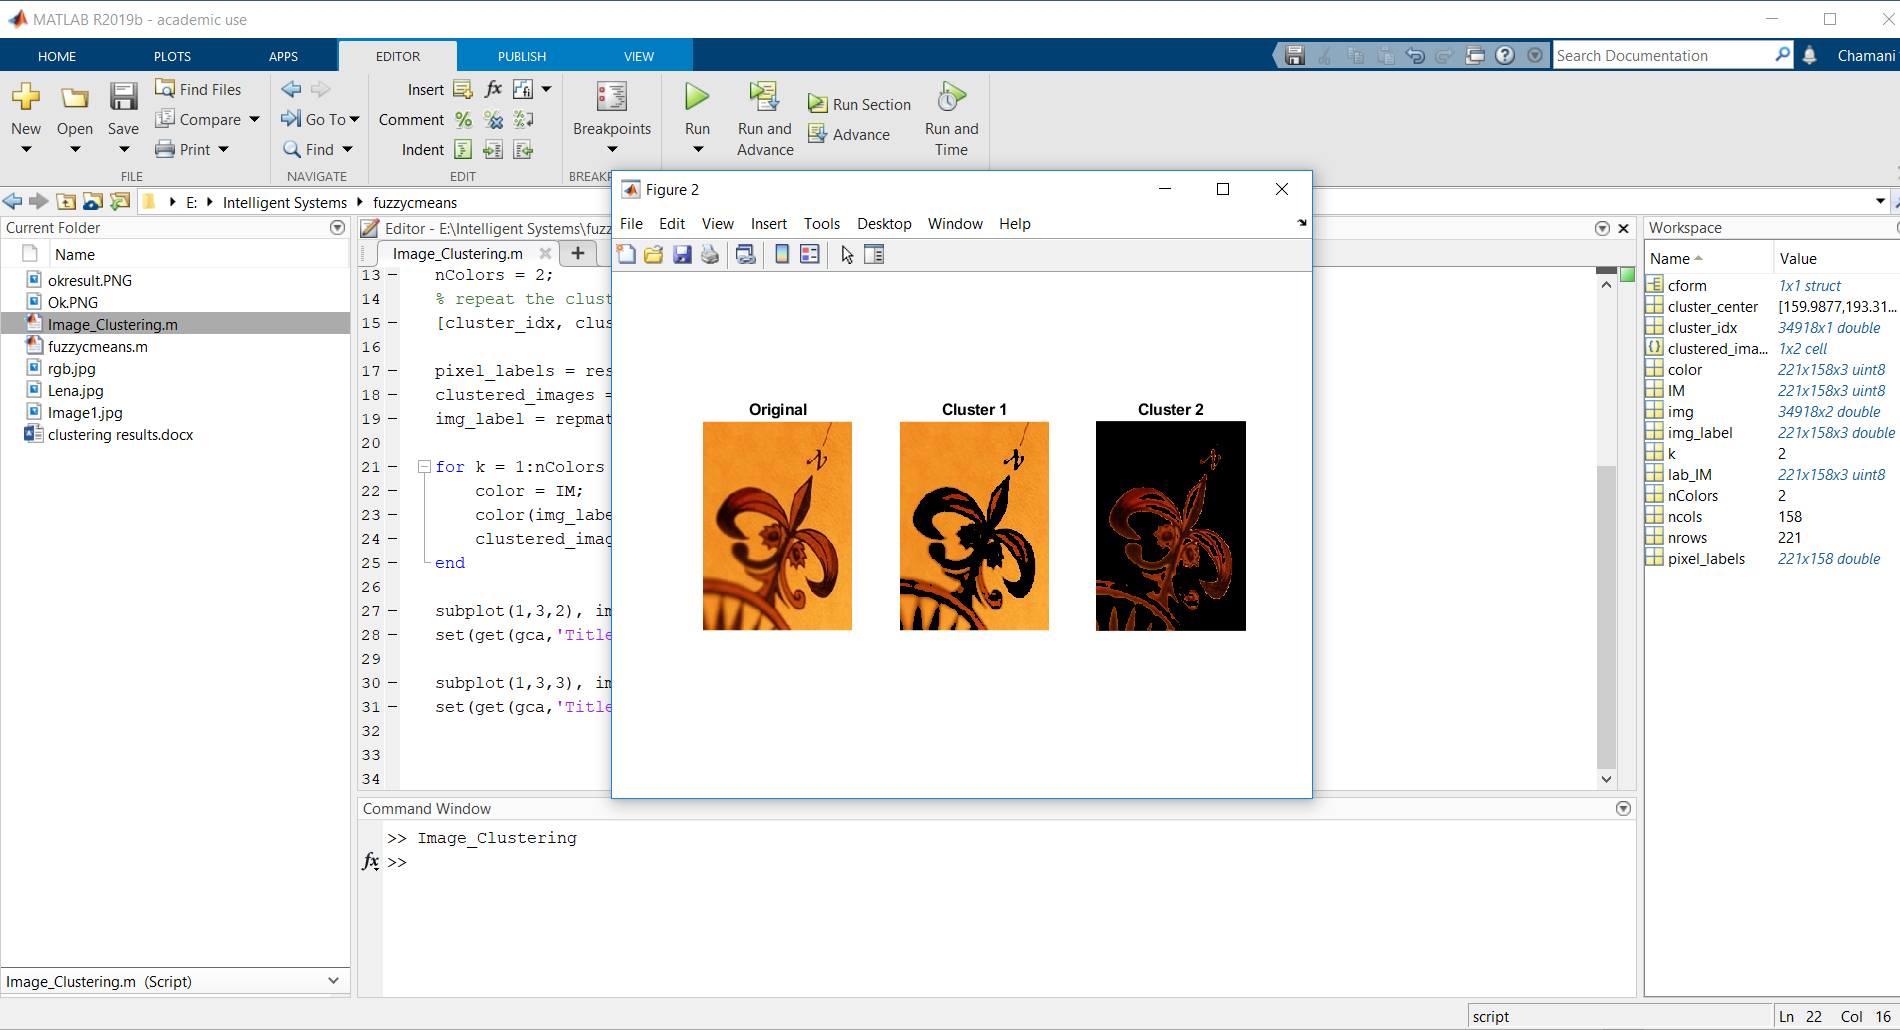 MATLAB R2019b - academic use
HOME PLOTS APPS EDITOR PUBLISH VIEW
Search Documentation
Chamani
New
Open
Save
Find Files
Compare
Print
FILE
Go To
Find
NAVIGATE
Insert
Comment
Indent
EDIT
fx
Breakpoints
BREAKP
Run
Run and
Advance
Run Section
Advance
Run and
Time
E: Intelligent Systems fuzzycmeans
Current Folder
Name
okresult.PNG
Ok.PNG
Image_Clustering.m
fuzzycmeans.m
rgb.jpg
Lena.jpg
Image1.jpg
clustering results.docx
Image_Clustering.m (Script)
Editor - E:\Intelligent Systems\fuzz
Image_Clustering.m
13 nColors = 2;
14 % repeat the clust
15 [cluster_idx, clus
16
17 pixel_labels = res
18 clustered_images =
19 img_label = repmat
20
21 for k = 1:nColors
22 color = IM;
23 color(img_labe
24 clustered_imag
25 end
26
27 subplot(1,3,2), im
28 set(get(gca,'Title
29
30 subplot(1,3,3), im
31 set(get(gca,'Title
32
33
34
Figure 2
File Edit View Insert Tools Desktop Window Help
Original
Cluster 1
Cluster 2
Command Window
>> Image_Clustering
fx >>
Workspace
Name Value
cform 1x1 struct
cluster_center [159.9877,193.31...
cluster_idx 34918x1 double
clustered_ima... 1x2 cell
color 221x158x3 uint8
IM 221x158x3 uint8
img 34918x2 double
img_label 221x158x3 double
k 2
lab_IM 221x158x3 uint8
nColors 2
ncols 158
nrows 221
pixel_labels 221x158 double
script
Ln 22 Col 16